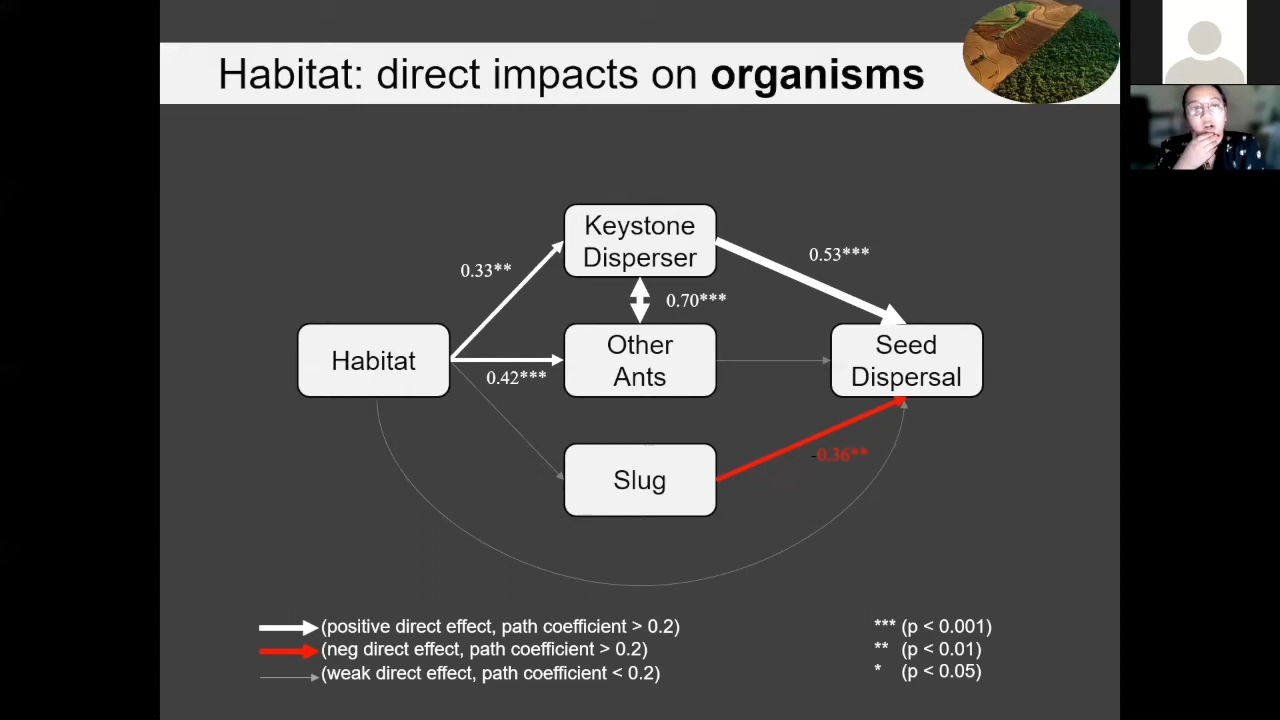 Habitat: direct impacts on organisms
Keystone
Disperser
0.33**
0.53***
0.70***
Habitat
Other
Ants
Seed
Dispersal
0.42***
Slug
-0.36**
(positive direct effect, path coefficient > 0.2)
(neg direct effect, path coefficient > 0.2)
(weak direct effect, path coefficient < 0.2)
*** (p < 0.001)
** (p < 0.01)
* (p < 0.05)